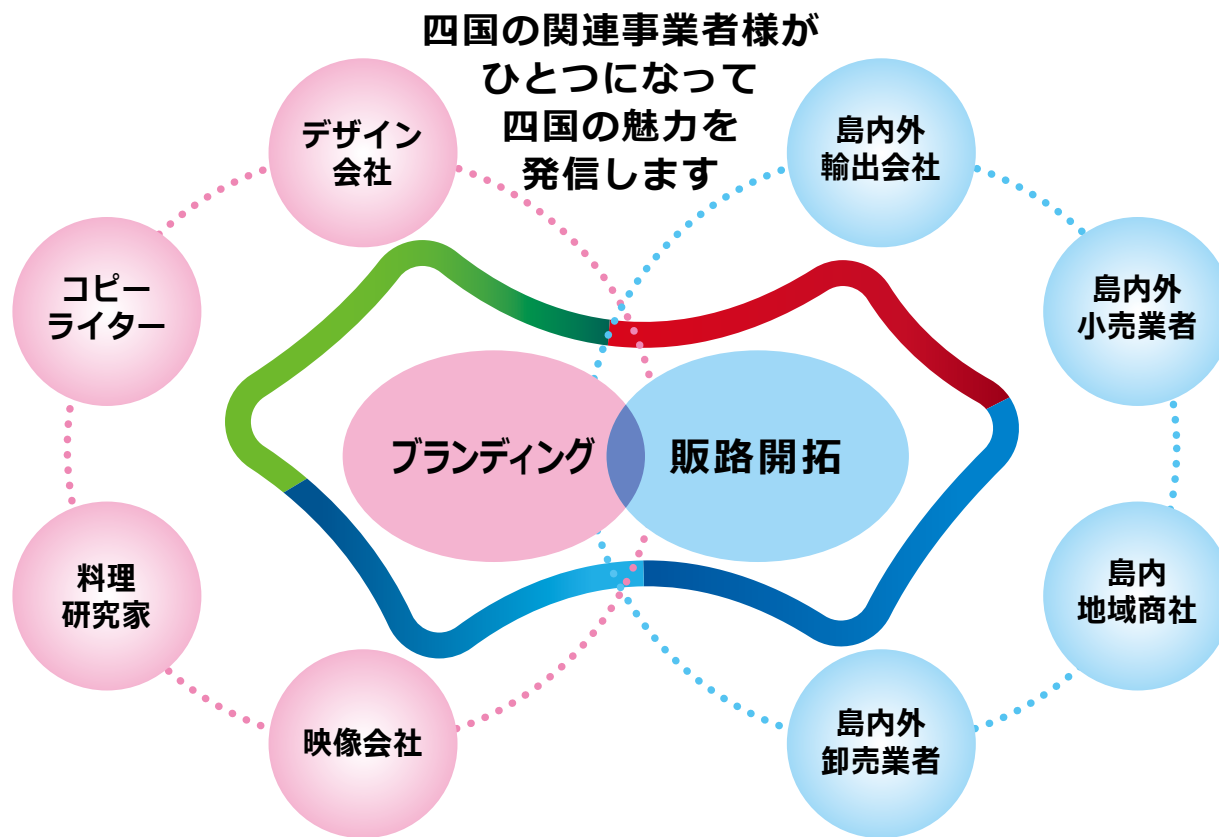 四国の関連事業者様が
ひとつになって
四国の魅力を
発信します
デザイン
会社
コピー
ライター
料理
研究家
映像会社
ブランディング
販路開拓
島内外
輸出会社
島内外
小売業者
島内
地域商社
島内外
卸売業者